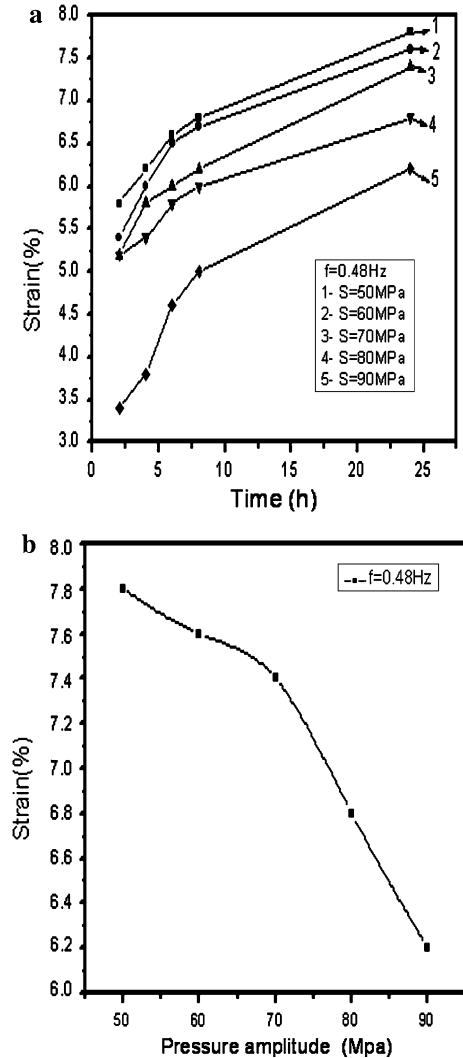 a
8.0
7.5
7.0
6.5
6.0
5.5
5.0
4.5
4.0
3.5
3.0
Strain(%)
1
2
3
4
5
f=0.48Hz
1- S=50MPa
2- S=60MPa
3- S=70MPa
4- S=80MPa
5- S=90MPa
0 5 10 15 20 25
Time (h)
b
8.0
7.8
7.6
7.4
7.2
7.0
6.8
6.6
6.4
6.2
6.0
Strain(%)
f=0.48Hz
50 60 70 80 90
Pressure amplitude (Mpa)